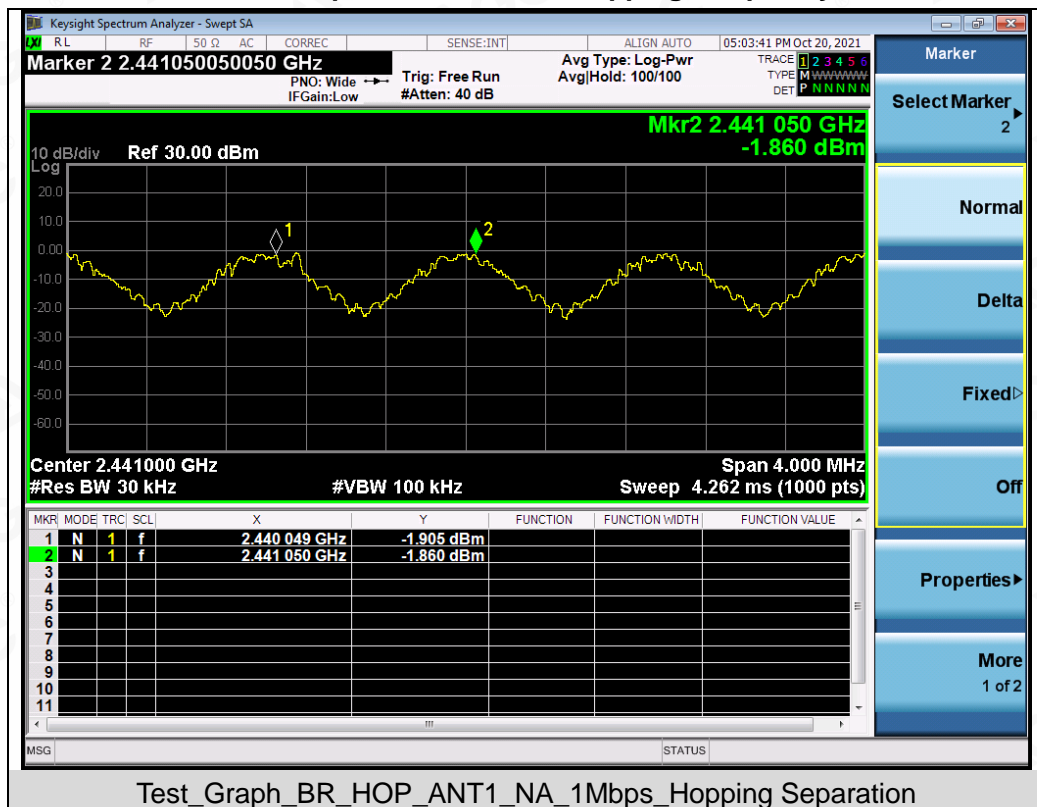 Keysight Spectrum Analyzer - Swept SA
LXI RL RF 50 Ω AC CORREC SENSE:INT ALIGN AUTO 05:03:41 PM Oct 20, 2021
Marker 2 2.441050050050 GHz
PNO: Wide
IFGain:Low
Trig: Free Run
#Atten: 40 dB
Avg Type: Log-Pwr
Avg|Hold: 100/100
TRACE 1 2 3 4 5 6
TYPE M W W W W W
DET P N N N N N
Mkr2 2.441 050 GHz
-1.860 dBm
10 dB/div Ref 30.00 dBm
Log
20.0
10.0
0.00
-10.0
-20.0
-30.0
-40.0
-50.0
-60.0
1
2
Center 2.441000 GHz Span 4.000 MHz
#Res BW 30 kHz #VBW 100 kHz Sweep 4.262 ms (1000 pts)
MKR MODE TRC SCL X Y FUNCTION FUNCTION WIDTH FUNCTION VALUE
1 N 1 f 2.440 049 GHz -1.905 dBm
2 N 1 f 2.441 050 GHz -1.860 dBm
3
4
5
6
7
8
9
10
11
MSG STATUS
Marker
Select Marker
2
Normal
Delta
Fixed
Off
Properties
More
1 of 2
Test_Graph_BR_HOP_ANT1_NA_1Mbps_Hopping Separation